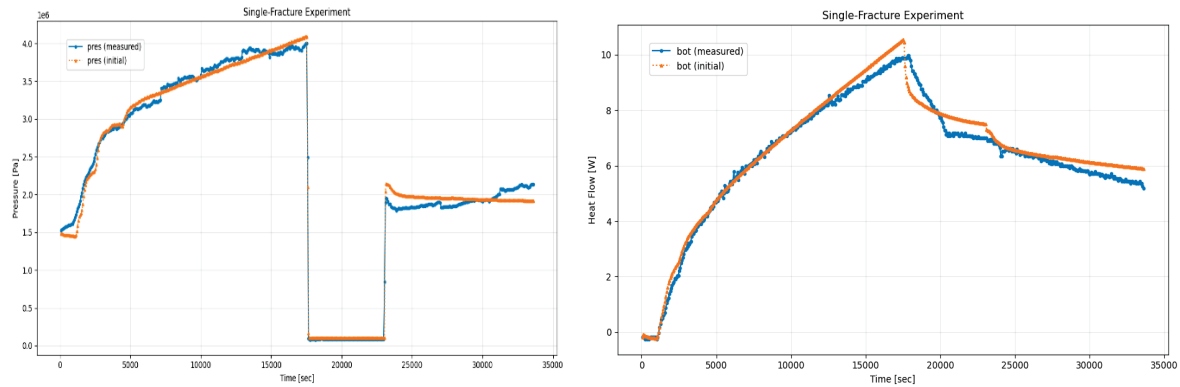 Single-Fracture Experiment
1e6
pres (measured)
pres (initial)
4.0
3.5
3.0
2.5
2.0
1.5
1.0
0.5
0.0
Pressure [Pa]
0 5000 10000 15000 20000 25000 30000 35000
Time [sec]
Single-Fracture Experiment
bot (measured)
bot (initial)
10
8
6
4
2
0
Heat Flow [W]
0 5000 10000 15000 20000 25000 30000 35000
Time [sec]